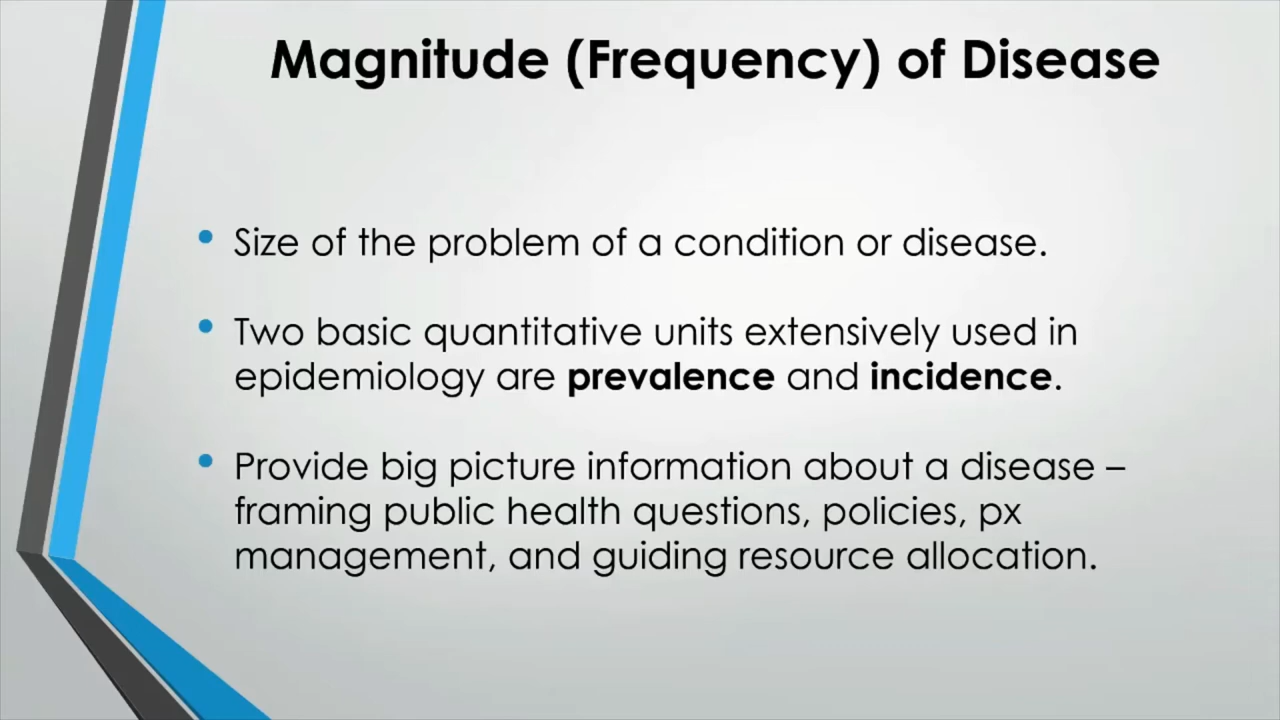 Magnitude (Frequency) of Disease
• Size of the problem of a condition or disease.
• Two basic quantitative units extensively used in
epidemiology are prevalence and incidence.
• Provide big picture information about a disease –
framing public health questions, policies, px
management, and guiding resource allocation.